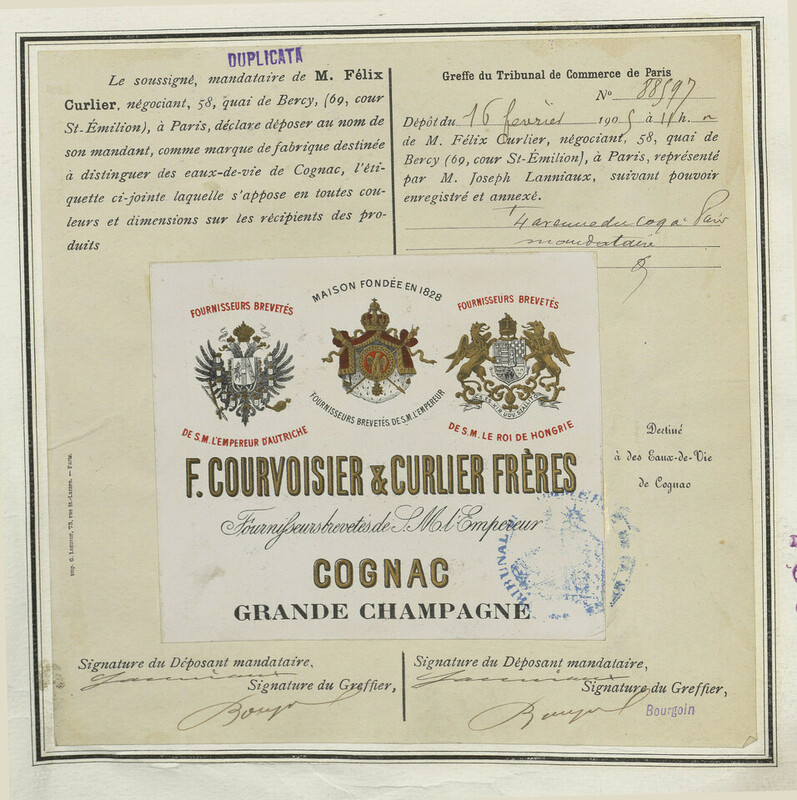 DUPLICATA
Le soussigné, mandataire de M. Félix
Curlier, négociant, 58, quai de Bercy, (69, cour
St-Émilion), à Paris, déclare déposer au nom de
son mandant, comme marque de fabrique destinée
à distinguer des eaux-de-vie de Cognac, l'éti-
quette ci-jointe laquelle s'appose en toutes cou-
leurs et dimensions sur les récipients des pro-
duits
Greffe du Tribunal de Commerce de Paris
No 88597
Dépôt du 16 février 1905 à 11 h.
de M. Félix Curlier, négociant, 58, quai de
Bercy (69, cour St-Émilion), à Paris, représenté
par M. Joseph Lanniaux, suivant pouvoir
enregistré et annexé.
4 avenue du Coq à Paris
mandataire
FOURNISSEURS BREVETÉS
DE S.M. L'EMPEREUR D'AUTRICHE
MAISON FONDÉE EN 1828
FOURNISSEURS BREVETÉS DE S.M. L'EMPEREUR
FOURNISSEURS BREVETÉS
DE S.M. LE ROI DE HONGRIE
F. COURVOISIER & CURLIER FRÈRES
Fournisseurs brevetés de S. M. l'Empereur
COGNAC
GRANDE CHAMPAGNE
TRIBUNAL
Destiné
à des Eaux-de-Vie
de Cognac
Signature du Déposant mandataire,
Lanniaux
Signature du Greffier,
Signature du Déposant mandataire,
Lanniaux
Signature du Greffier,
Bourgoin